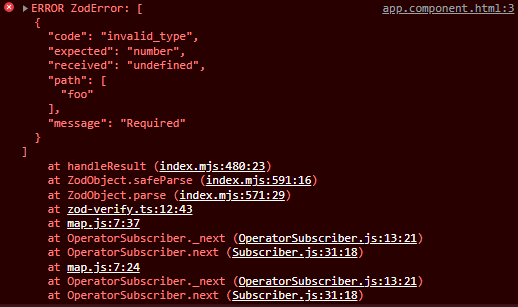 ERROR ZodError: [ app.component.html:3
{
"code": "invalid_type",
"expected": "number",
"received": "undefined",
"path": [
"foo"
],
"message": "Required"
}
]
at handleResult (index.mjs:480:23)
at ZodObject.safeParse (index.mjs:591:16)
at ZodObject.parse (index.mjs:571:29)
at zod-verify.ts:12:43
at map.js:7:37
at OperatorSubscriber._next (OperatorSubscriber.js:13:21)
at OperatorSubscriber.next (Subscriber.js:31:18)
at map.js:7:24
at OperatorSubscriber._next (OperatorSubscriber.js:13:21)
at OperatorSubscriber.next (Subscriber.js:31:18)